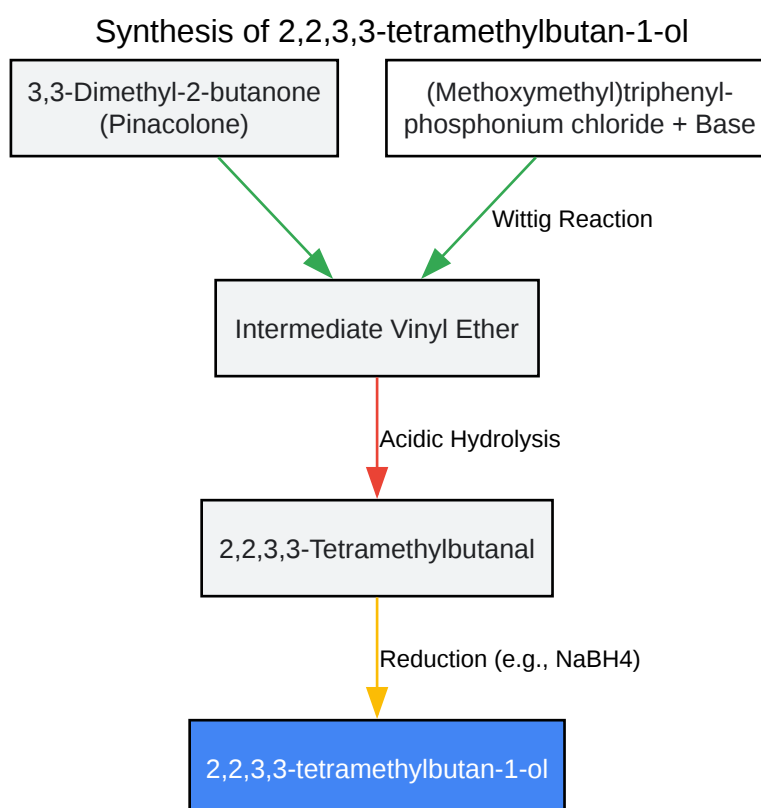 Synthesis of 2,2,3,3-tetramethylbutan-1-ol
3,3-Dimethyl-2-butanone
(Pinacolone)
(Methoxymethyl)triphenyl-
phosphonium chloride + Base
Wittig Reaction
Intermediate Vinyl Ether
Acidic Hydrolysis
2,2,3,3-Tetramethylbutanal
Reduction (e.g., NaBH4)
2,2,3,3-tetramethylbutan-1-ol